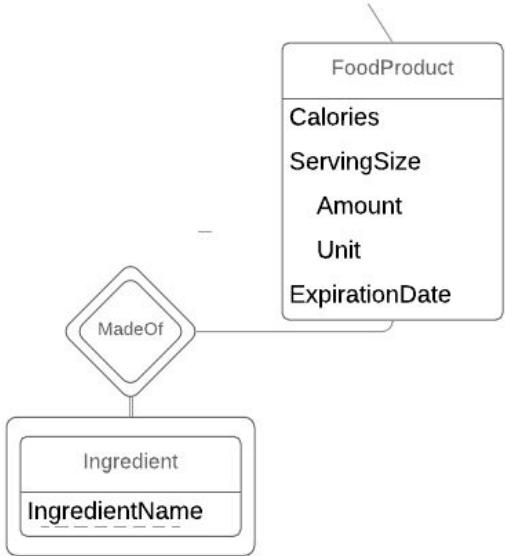 FoodProduct
Calories
ServingSize
Amount
Unit
ExpirationDate
MadeOf
Ingredient
IngredientName